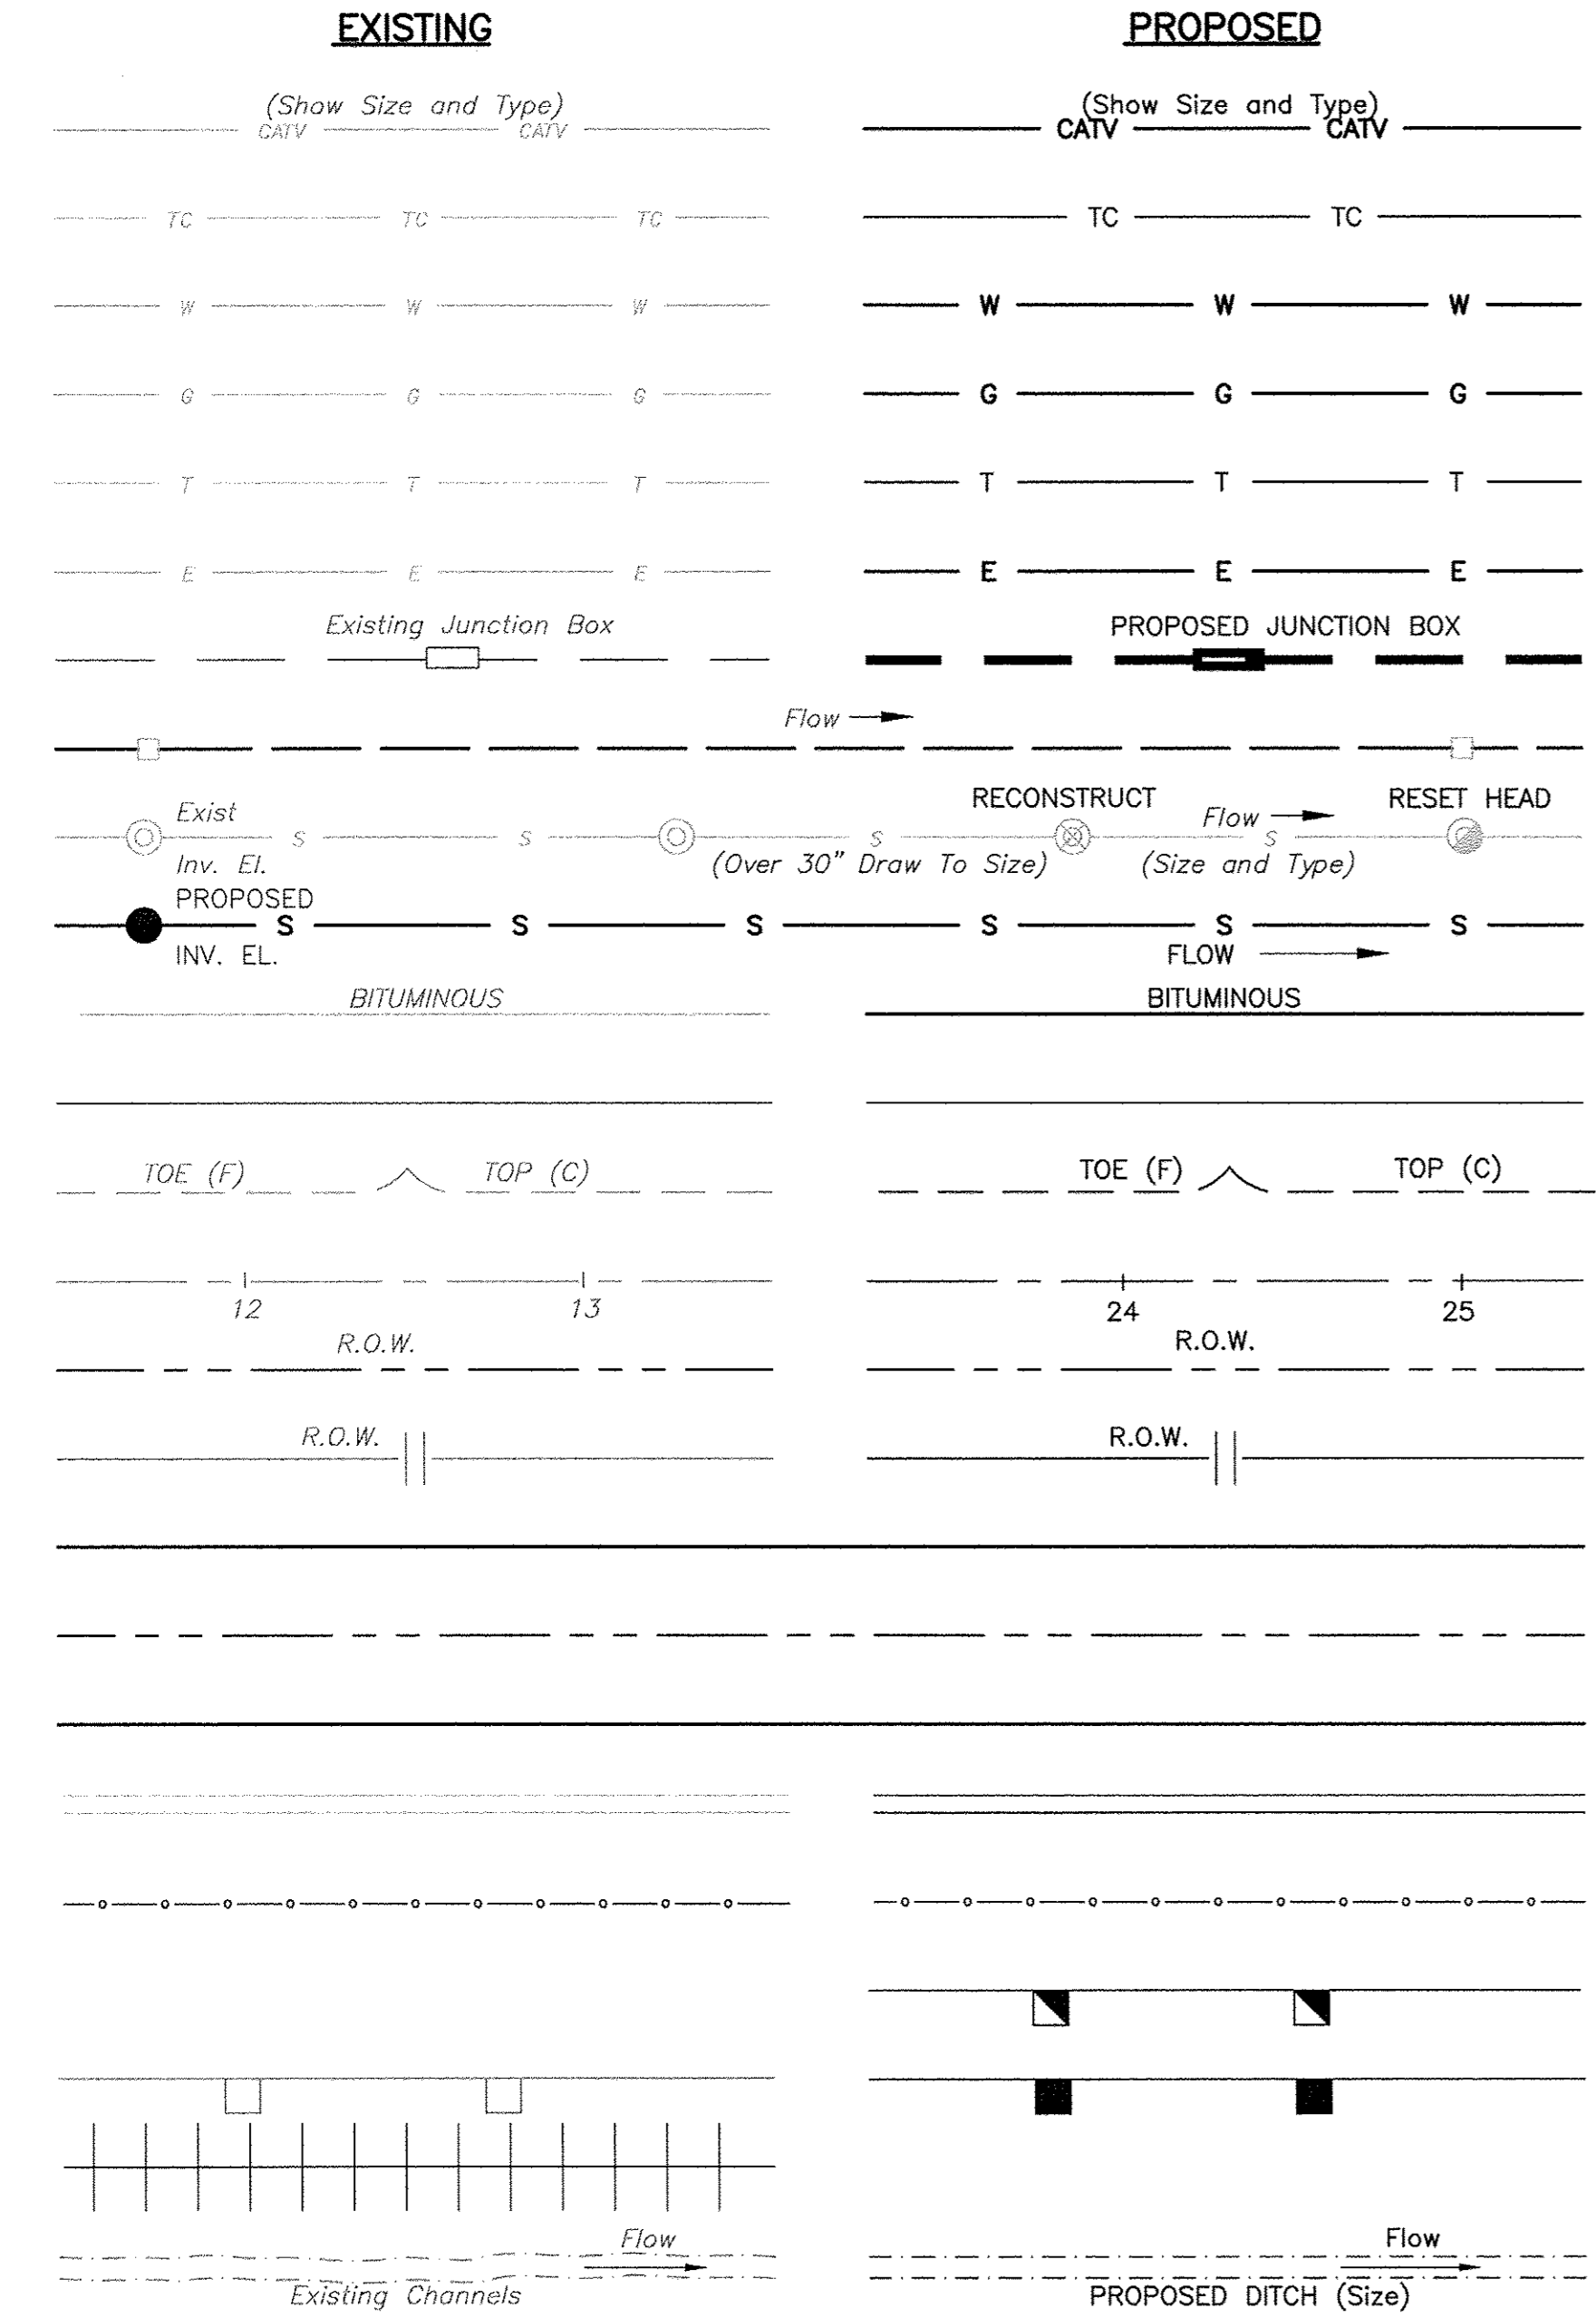 EXISTING PROPOSED
(Show Size and Type) (Show Size and Type)
CATV CATV CATV CATV
TC TC TC TC TC
W W W W W W
G G G G G G
T T T T T T
E E E E E E
Existing Junction Box PROPOSED JUNCTION BOX
Flow
Exist RECONSTRUCT Flow RESET HEAD
S S S S
Inv. El. (Over 30" Draw To Size) (Size and Type)
PROPOSED
S S S S S S
INV. EL. FLOW
BITUMINOUS BITUMINOUS
TOE (F) TOP (C) TOE (F) TOP (C)
12 13 24 25
R.O.W. R.O.W.
R.O.W. R.O.W.
Flow Flow
Existing Channels PROPOSED DITCH (Size)